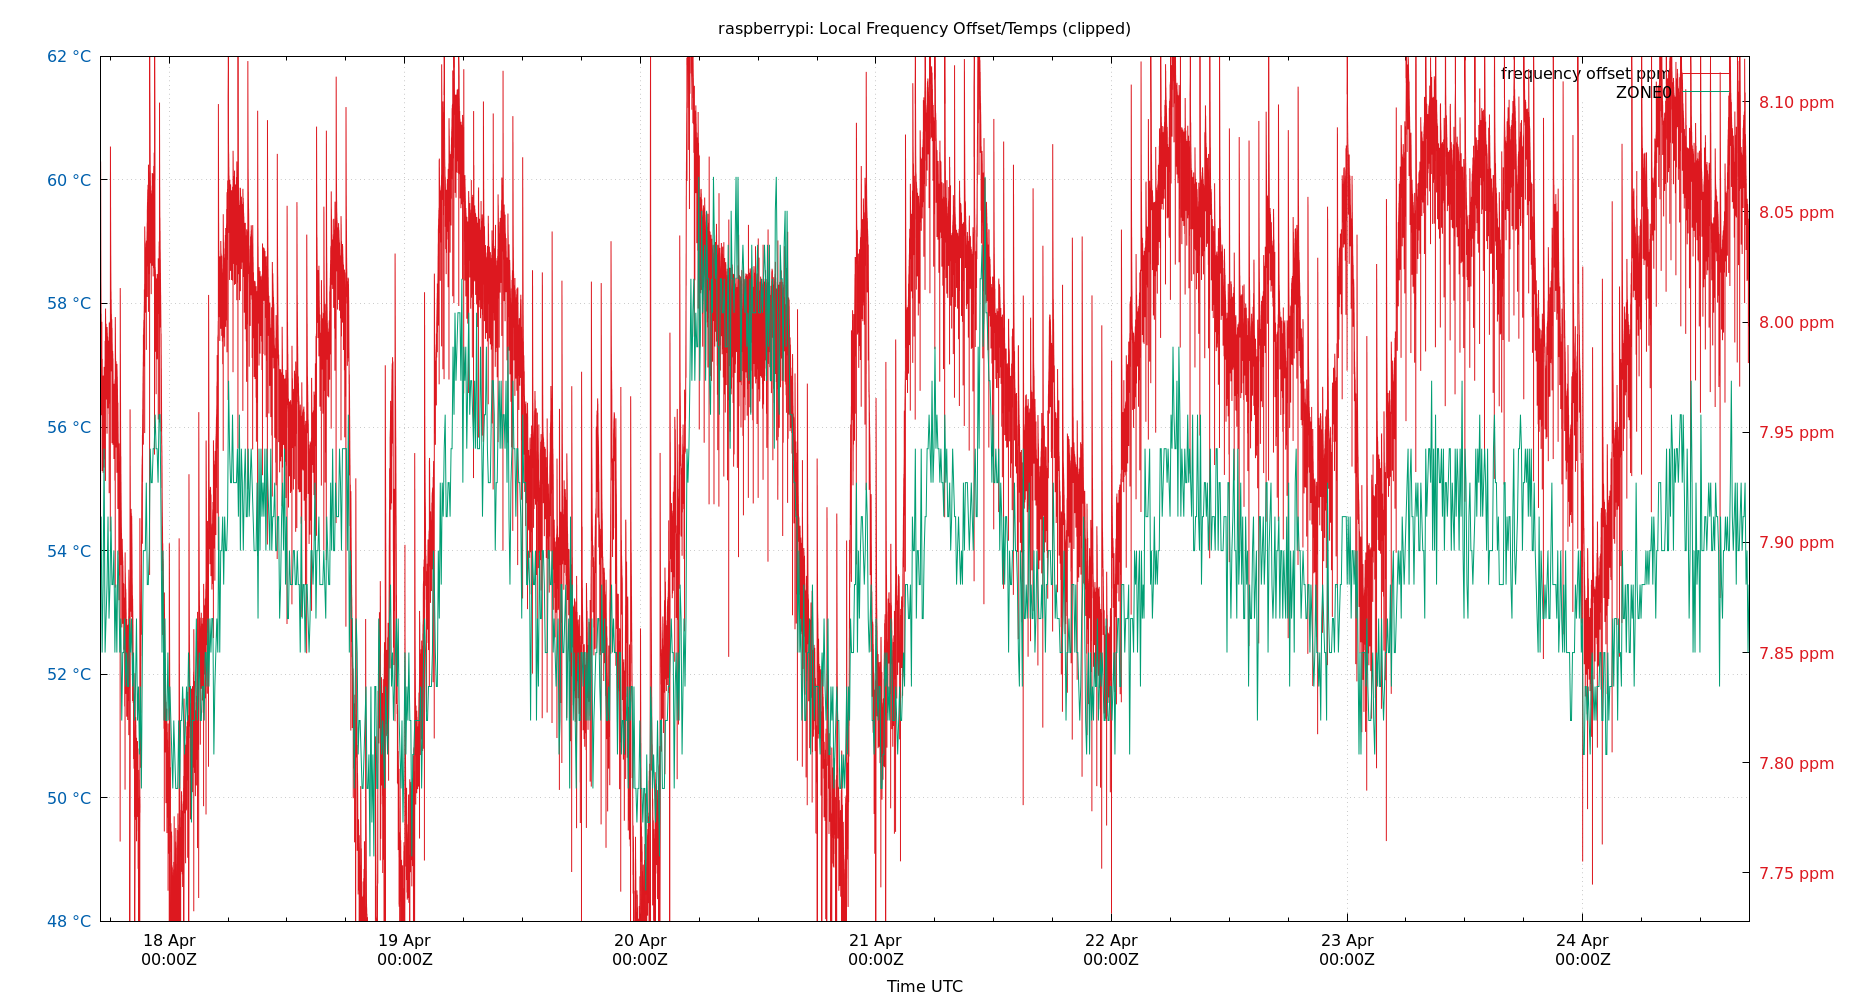 raspberrypi: Local Frequency Offset/Temps (clipped)
frequency offset ppm
ZONE0
62 °C
60 °C
58 °C
56 °C
54 °C
52 °C
50 °C
48 °C
8.10 ppm
8.05 ppm
8.00 ppm
7.95 ppm
7.90 ppm
7.85 ppm
7.80 ppm
7.75 ppm
18 Apr 19 Apr 20 Apr 21 Apr 22 Apr 23 Apr 24 Apr
00:00Z 00:00Z 00:00Z 00:00Z 00:00Z 00:00Z 00:00Z
Time UTC